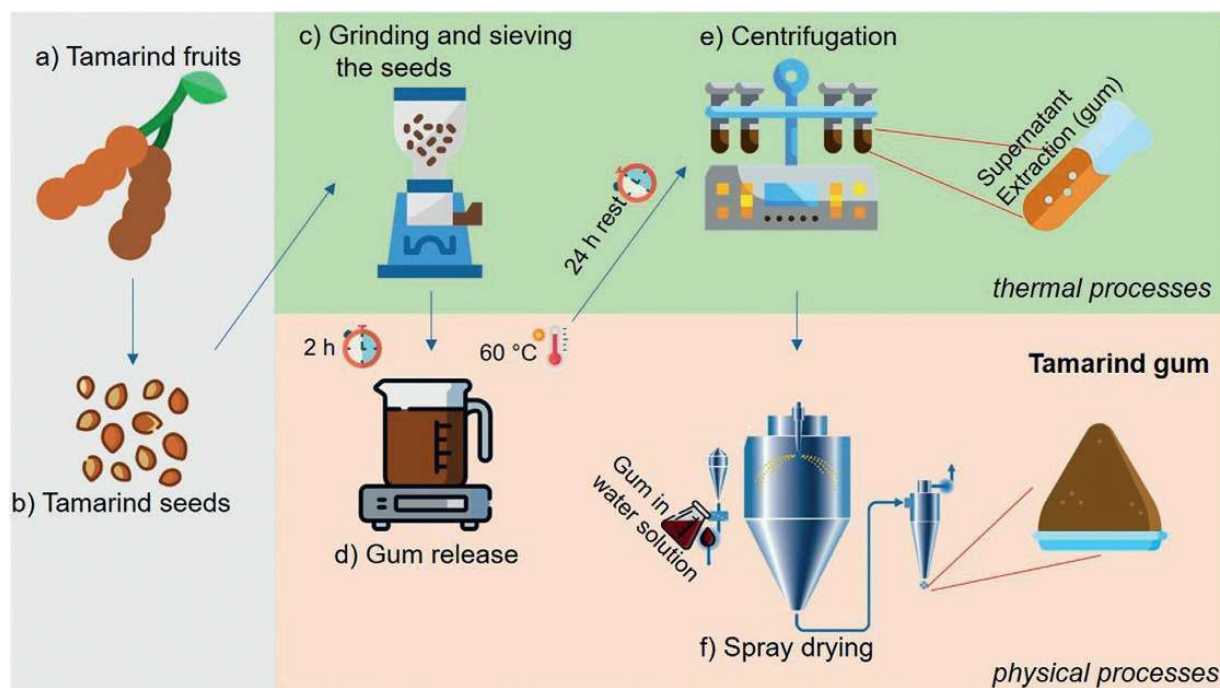 a) Tamarind fruits
b) Tamarind seeds
c) Grinding and sieving
the seeds
2 h
60 °C
d) Gum release
24 h rest
e) Centrifugation
Supernatant
Extraction (gum)
thermal processes
Gum in
water solution
f) Spray drying
Tamarind gum
physical processes